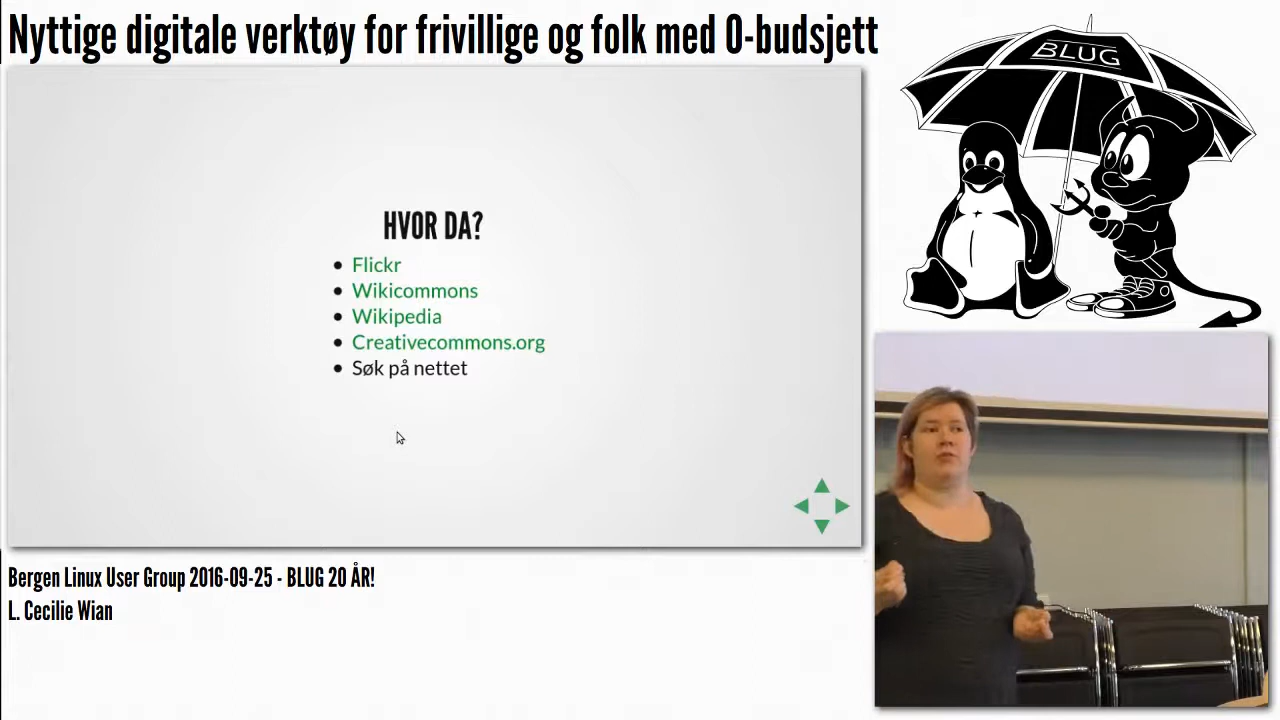 Nyttige digitale verktøy for frivillige og folk med 0-budsjett
BLUG
HVOR DA?
Flickr
Wikicommons
Wikipedia
Creativecommons.org
Søk på nettet
Bergen Linux User Group 2016-09-25 - BLUG 20 ÅR!
L. Cecilie Wian